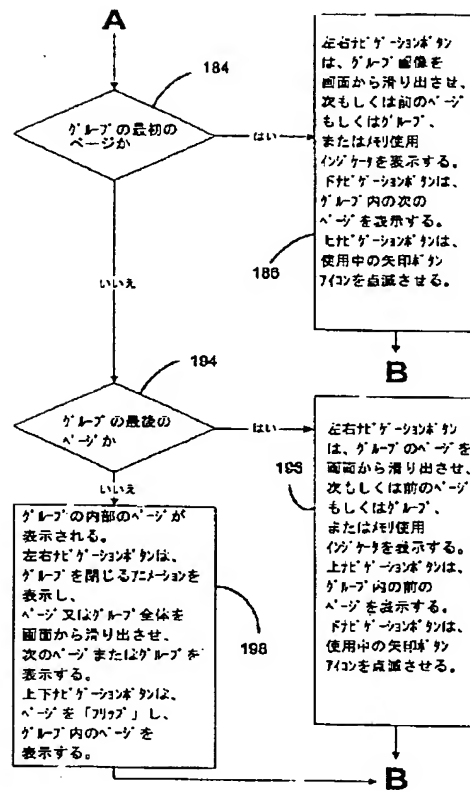 A
184
グループの最初の
ページか
はい
左右ナビゲーションボタン
は、グループ画像を
画面から滑り出させ、
次もしくは前のページ
もしくはグループ、
またはメモリ使用
インジケータを表示する。
下ナビゲーションボタンは、
グループ内の次の
ページを表示する。
上ナビゲーションボタンは、
使用中の矢印ボタン
アイコンを点滅させる。
186
B
いいえ
194
グループの最後の
ページか
はい
左右ナビゲーションボタン
は、グループのページを
画面から滑り出させ、
次もしくは前のページ
もしくはグループ、
またはメモリ使用
インジケータを表示する。
上ナビゲーションボタンは、
グループ内の前の
ページを表示する。
下ナビゲーションボタンは、
使用中の矢印ボタン
アイコンを点滅させる。
いいえ
グループの内部のページが
表示される。
左右ナビゲーションボタンは、
グループを閉じるアニメーションを
表示し、
ページ又はグループ全体を
画面から滑り出させ、
次のページまたはグループを
表示する。
上下ナビゲーションボタンは、
ページを「フリップ」し、
グループ内のページを
表示する。
198
B